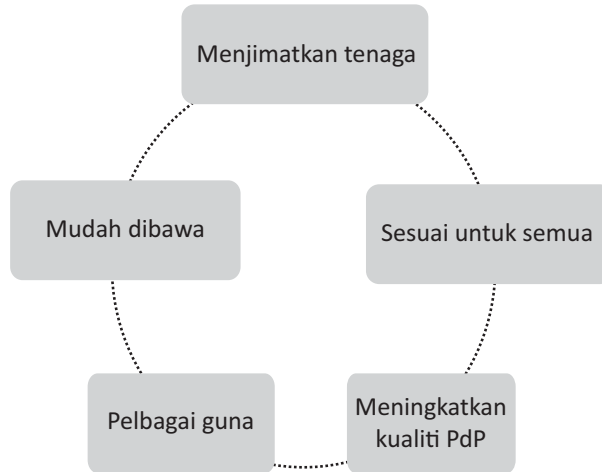 Menjimatkan tenaga
Mudah dibawa
Sesuai untuk semua
Pelbagai guna
Meningkatkan
kualiti PdP